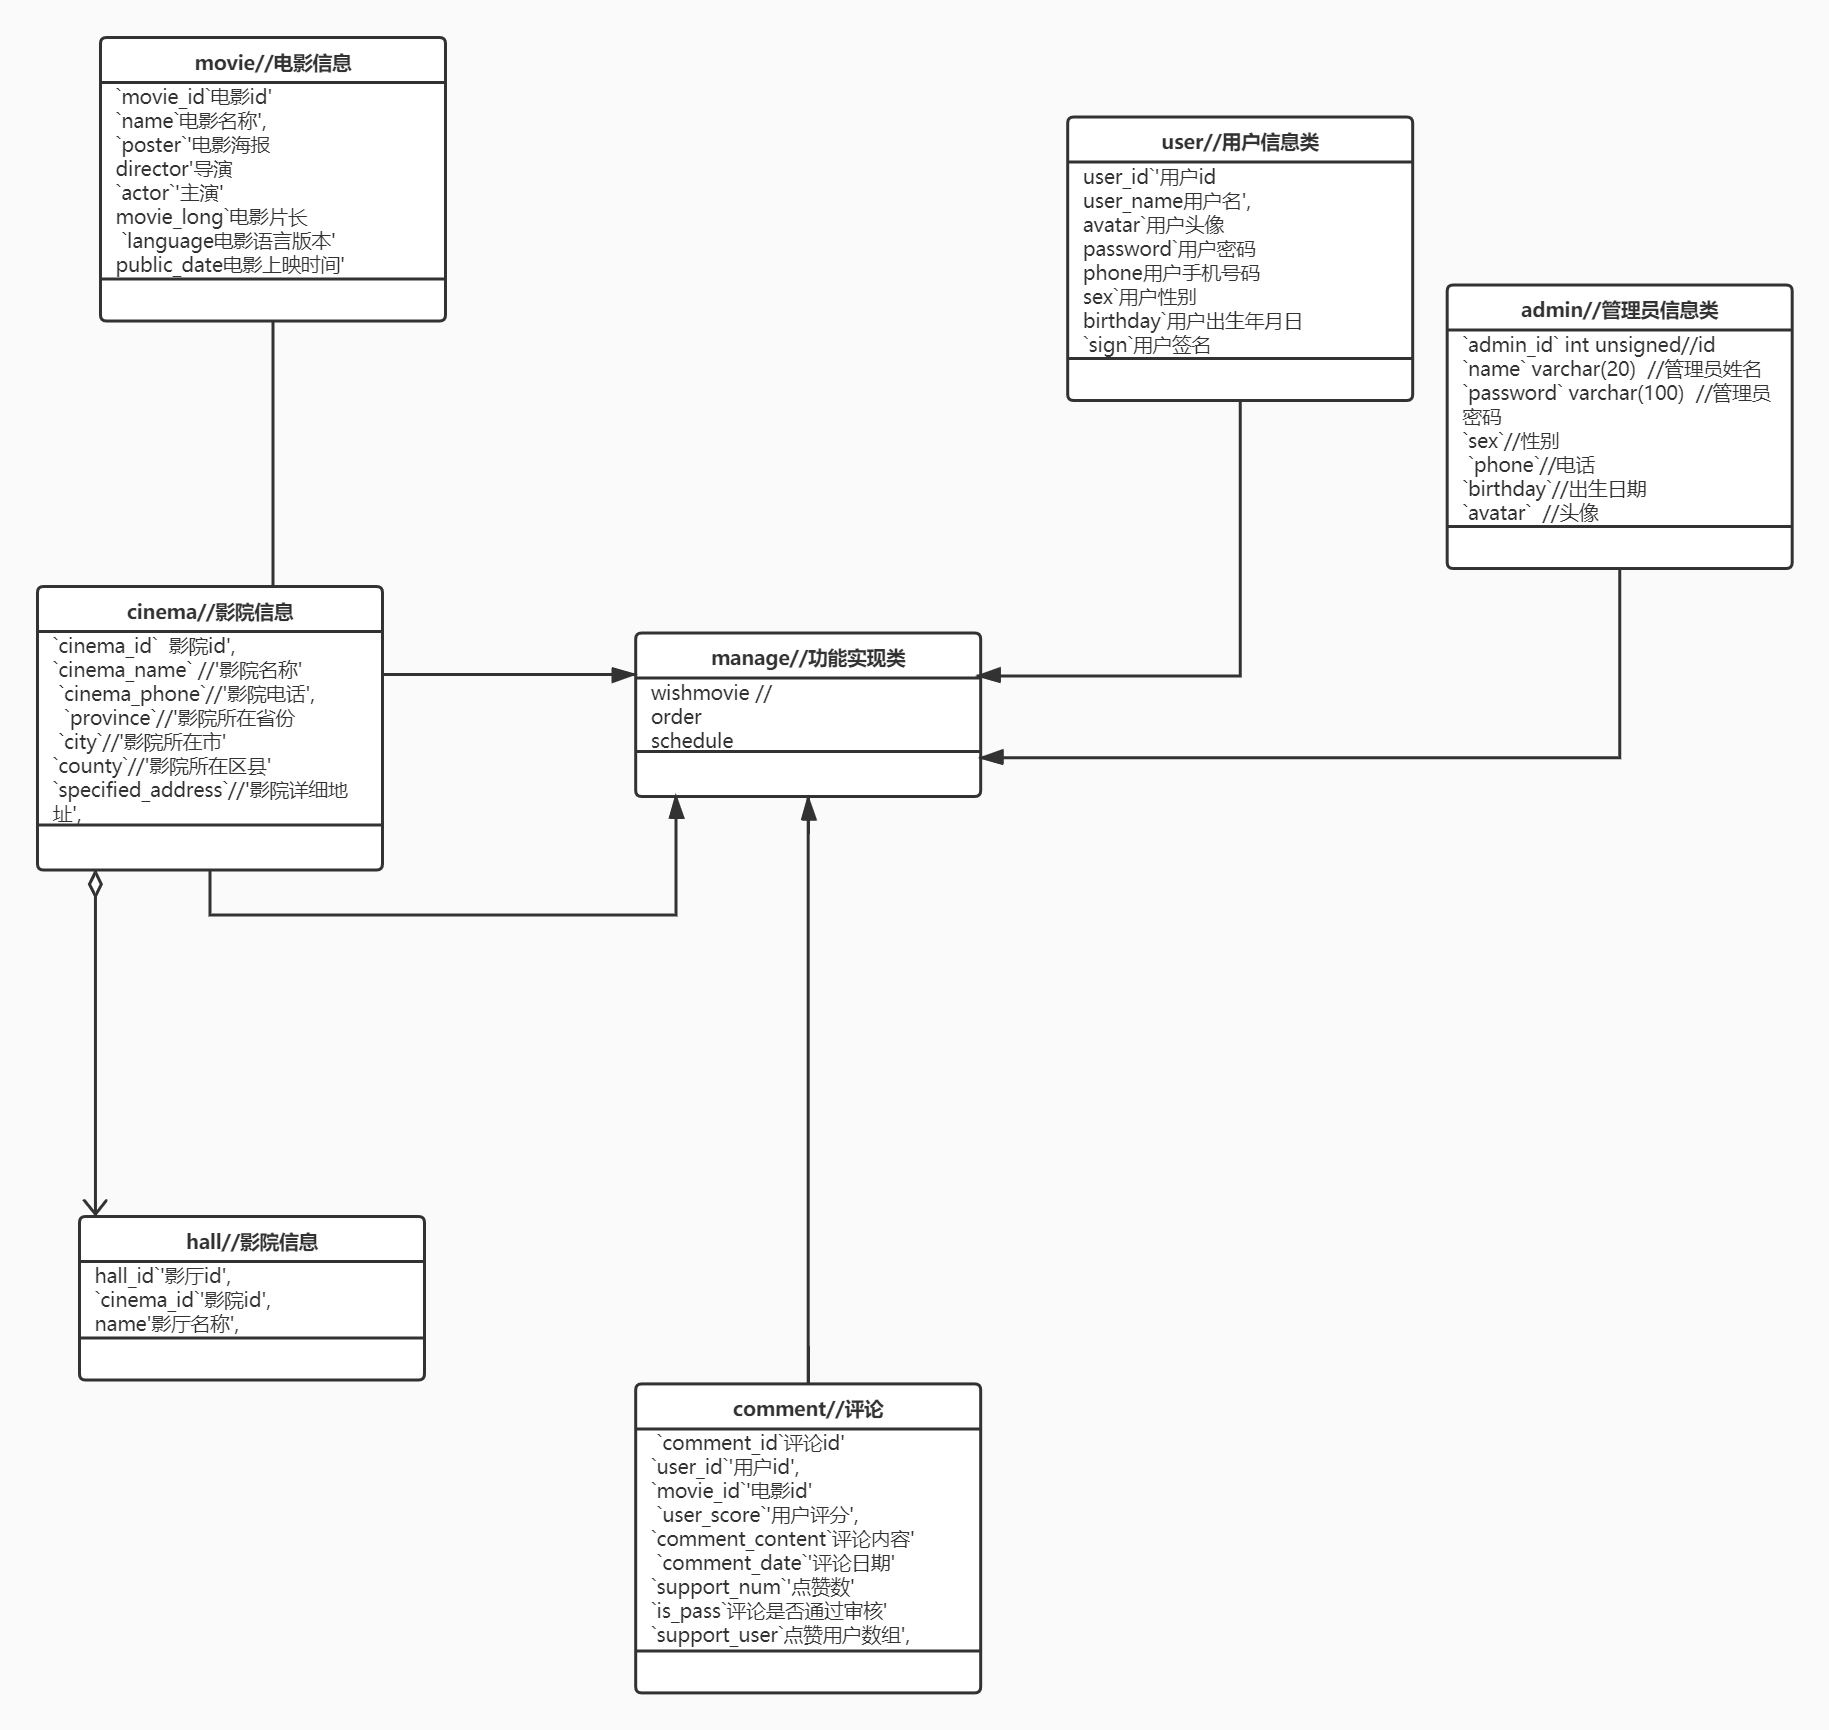 movie//电影信息
`movie_id`电影id'
`name`电影名称',
`poster`'电影海报
director'导演
`actor`'主演'
movie_long`电影片长
`language电影语言版本'
public_date电影上映时间'
user//用户信息类
user_id`'用户id
user_name用户名',
avatar`用户头像
password`用户密码
phone用户手机号码
sex`用户性别
birthday`用户出生年月日
`sign`用户签名
admin//管理员信息类
`admin_id` int unsigned//id
`name` varchar(20)  //管理员姓名
`password` varchar(100)  //管理员
密码
`sex`//性别
`phone`//电话
`birthday`//出生日期
`avatar`  //头像
cinema//影院信息
`cinema_id`  影院id',
`cinema_name` //'影院名称'
`cinema_phone`//'影院电话',
`province`//'影院所在省份
`city`//'影院所在市'
`county`//'影院所在区县'
`specified_address`//'影院详细地
址',
manage//功能实现类
wishmovie //
order
schedule
hall//影院信息
hall_id`'影厅id',
`cinema_id`'影院id',
name'影厅名称',
comment//评论
`comment_id`评论id'
`user_id`'用户id',
`movie_id`'电影id'
`user_score`'用户评分',
`comment_content`评论内容'
`comment_date`'评论日期'
`support_num`'点赞数'
`is_pass`评论是否通过审核'
`support_user`点赞用户数组',